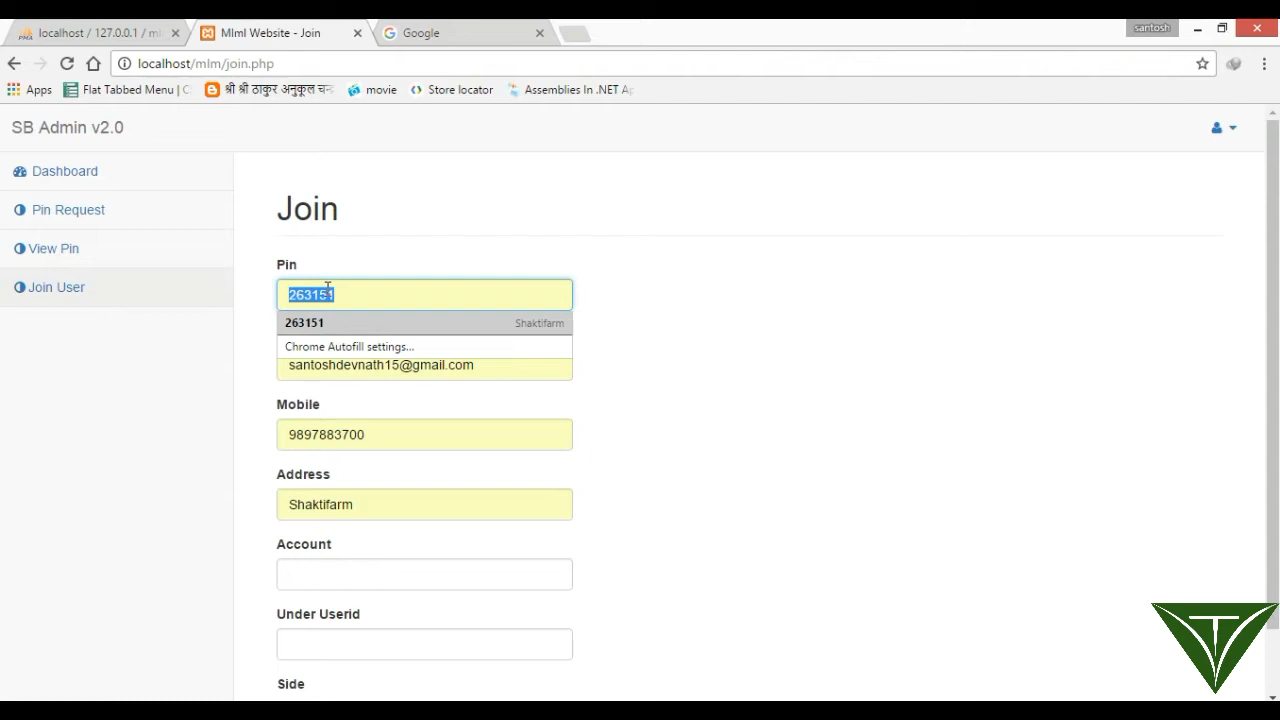 localhost / 127.0.0.1 / ml
Mlml Website - Join
Google
santosh
localhost/mlm/join.php
Apps
Flat Tabbed Menu | C
श्री श्री ठाकुर अनुकूल चन्द
movie
Store locator
Assemblies In .NET Ap
SB Admin v2.0
Dashboard
Pin Request
View Pin
Join User
Join
Pin
263151
263151 Shaktifarm
Chrome Autofill settings...
santoshdevnath15@gmail.com
Mobile
9897883700
Address
Shaktifarm
Account
Under Userid
Side
T